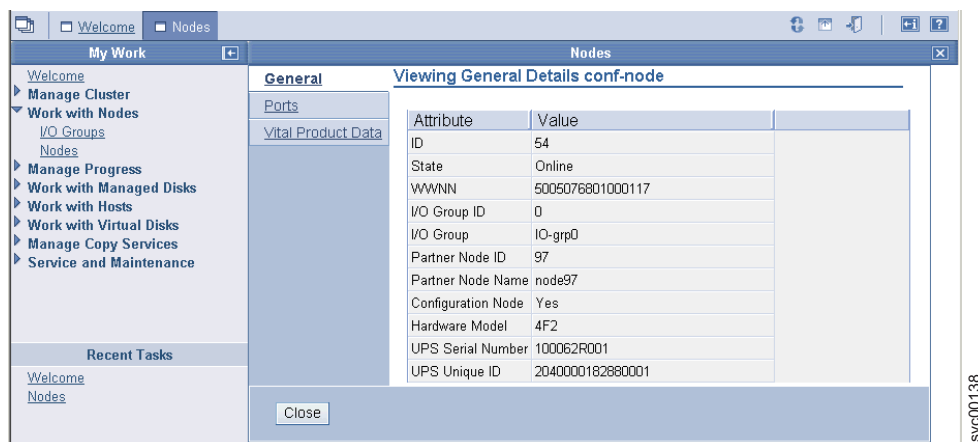 Welcome
Nodes
My Work
Nodes
Welcome
Manage Cluster
Work with Nodes
I/O Groups
Nodes
Manage Progress
Work with Managed Disks
Work with Hosts
Work with Virtual Disks
Manage Copy Services
Service and Maintenance
Recent Tasks
Welcome
Nodes
General
Ports
Vital Product Data
Viewing General Details conf-node
Attribute Value
ID 54
State Online
WWNN 5005076801000117
I/O Group ID 0
I/O Group IO-grp0
Partner Node ID 97
Partner Node Name node97
Configuration Node Yes
Hardware Model 4F2
UPS Serial Number 100062R001
UPS Unique ID 2040000182880001
Close
svc00138